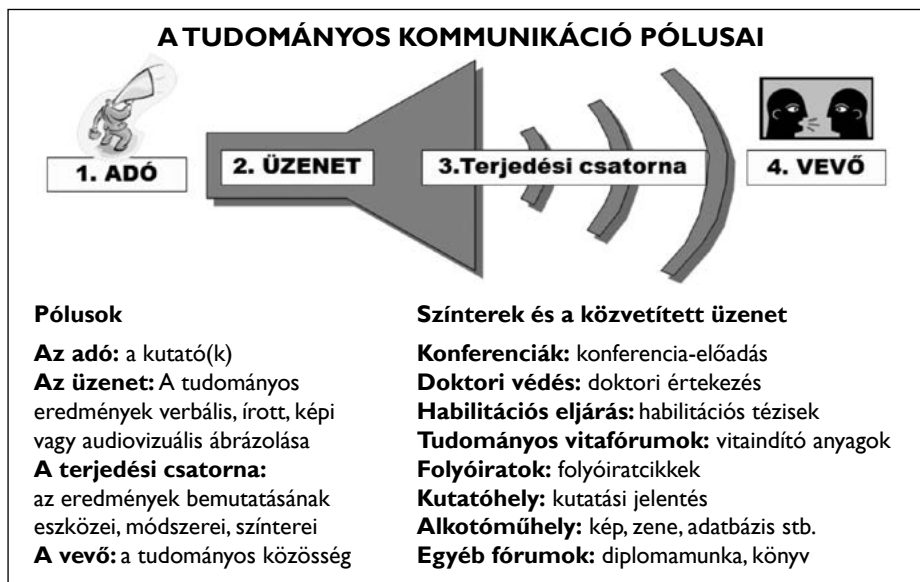 A TUDOMÁNYOS KOMMUNIKÁCIÓ PÓLUSAI
1. ADÓ
2. ÜZENET
3.Terjedési csatorna
4. VEVŐ
Pólusok
Az adó: a kutató(k)
Az üzenet: A tudományos
eredmények verbális, írott, képi
vagy audiovizuális ábrázolása
A terjedési csatorna:
az eredmények bemutatásának
eszközei, módszerei, színterei
A vevő: a tudományos közösség
Színterek és a közvetített üzenet
Konferenciák: konferencia-előadás
Doktori védés: doktori értekezés
Habilitációs eljárás: habilitációs tézisek
Tudományos vitafórumok: vitaindító anyagok
Folyóiratok: folyóiratcikkek
Kutatóhely: kutatási jelentés
Alkotóműhely: kép, zene, adatbázis stb.
Egyéb fórumok: diplomamunka, könyv